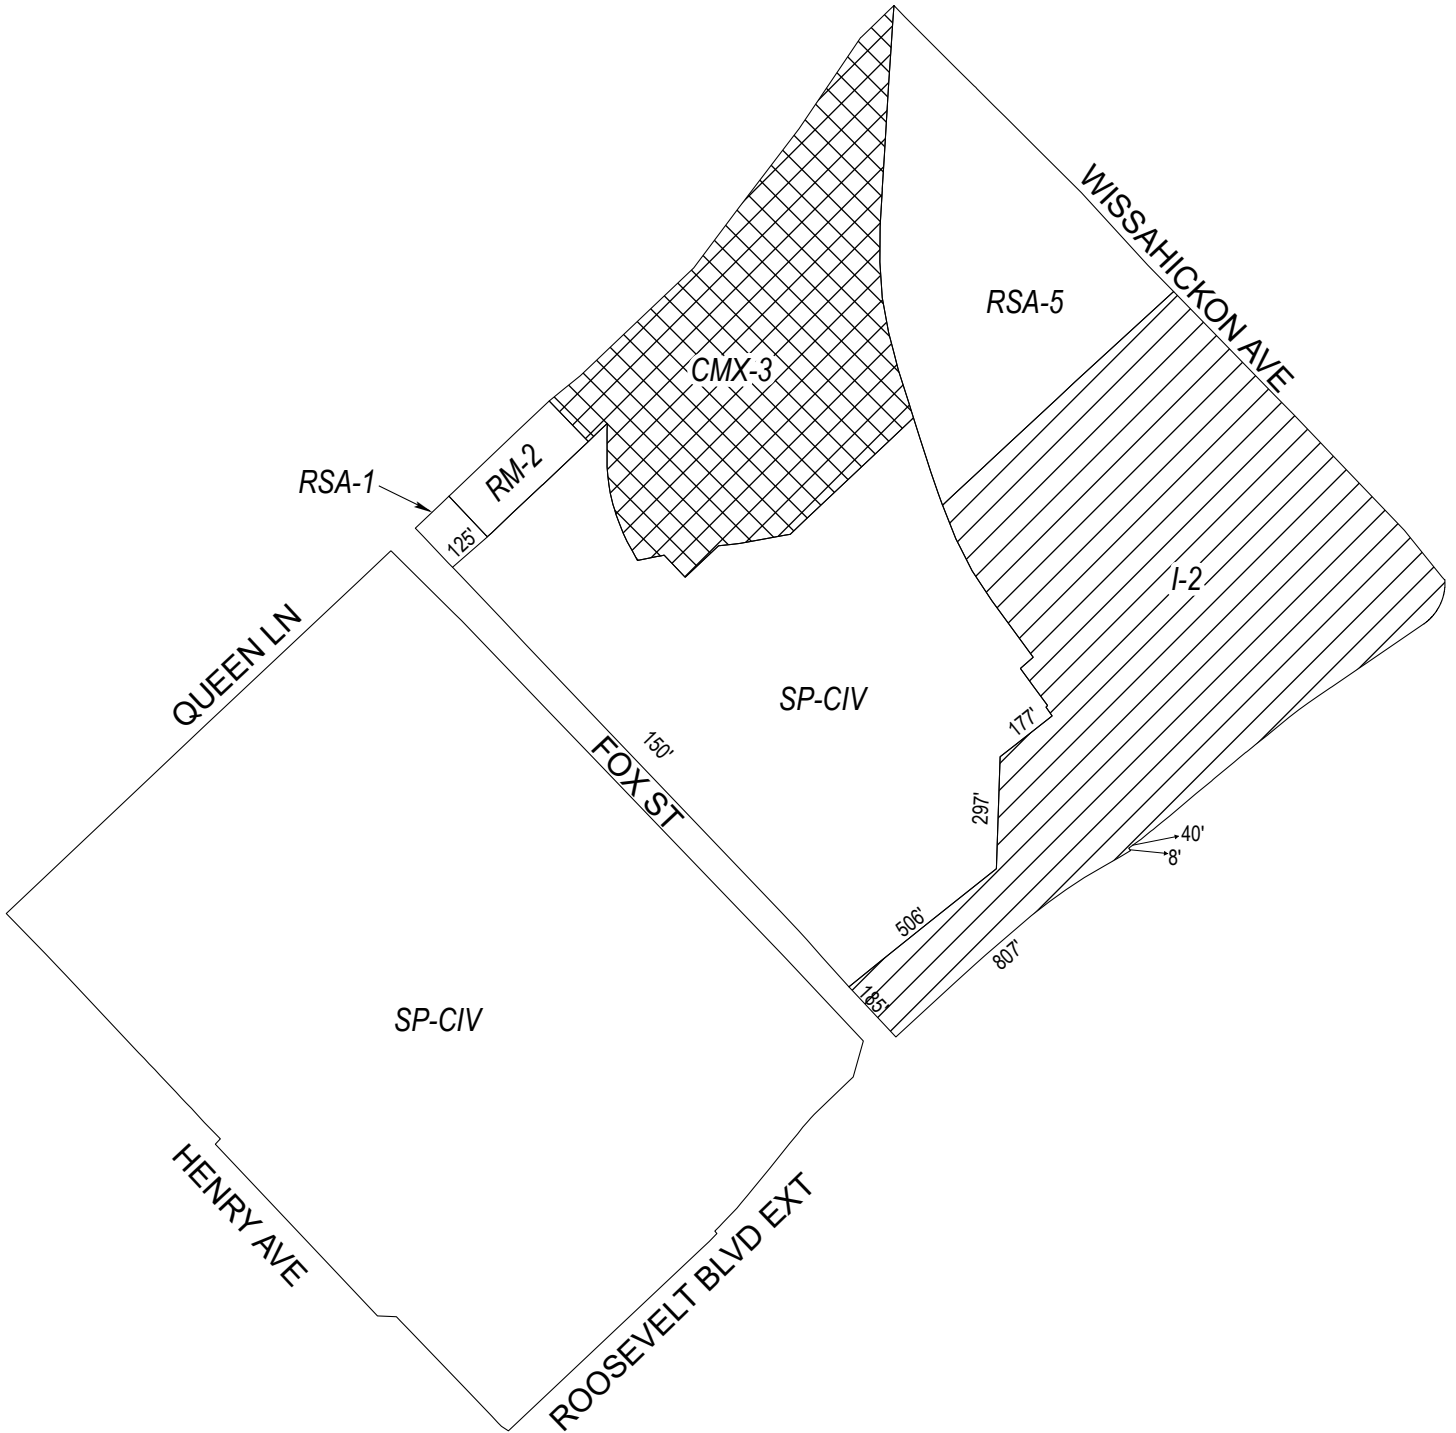 WISSAHICKON AVE
RSA-5
CMX-3
RM-2
RSA-1
125'
I-2
QUEEN LN
SP-CIV
177'
150'
FOX ST
297'
40'
8'
506'
807'
185'
SP-CIV
HENRY AVE
ROOSEVELT BLVD EXT